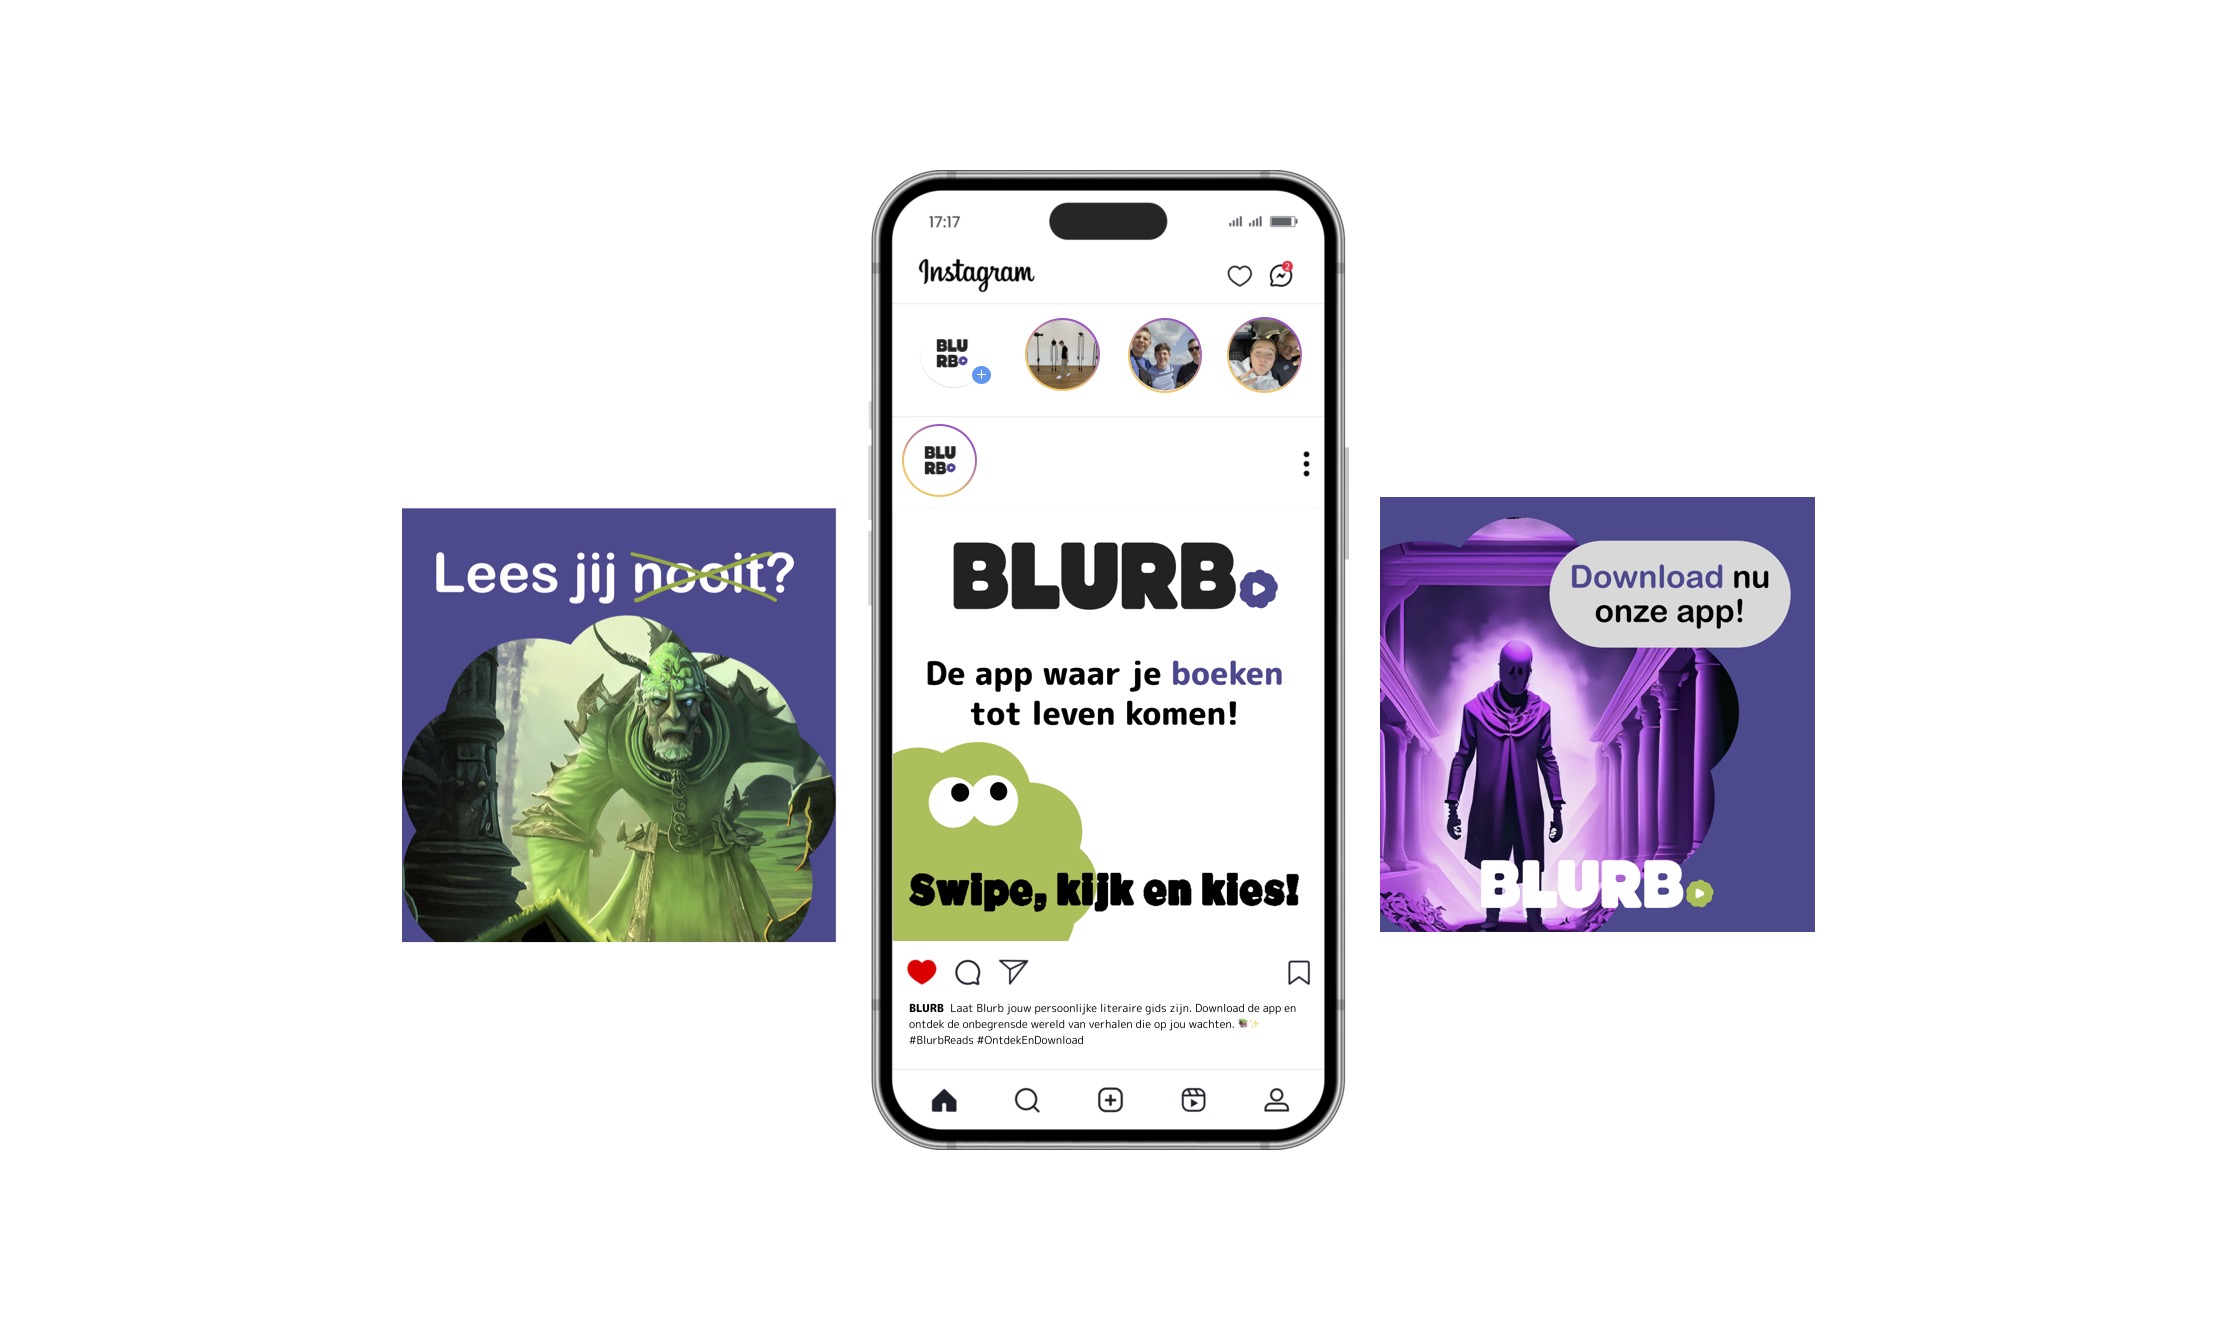 Lees jij nooit?
17:17
Instagram
2
BLU
RB
BLU
RB
BLURB
De app waar je boeken
tot leven komen!
Swipe, kijk en kies!
BLURB Laat Blurb jouw persoonlijke literaire gids zijn. Download de app en
ontdek de onbegrensde wereld van verhalen die op jou wachten. 📚✨
#BlurbReads #OntdekEnDownload
Download nu
onze app!
BLURB